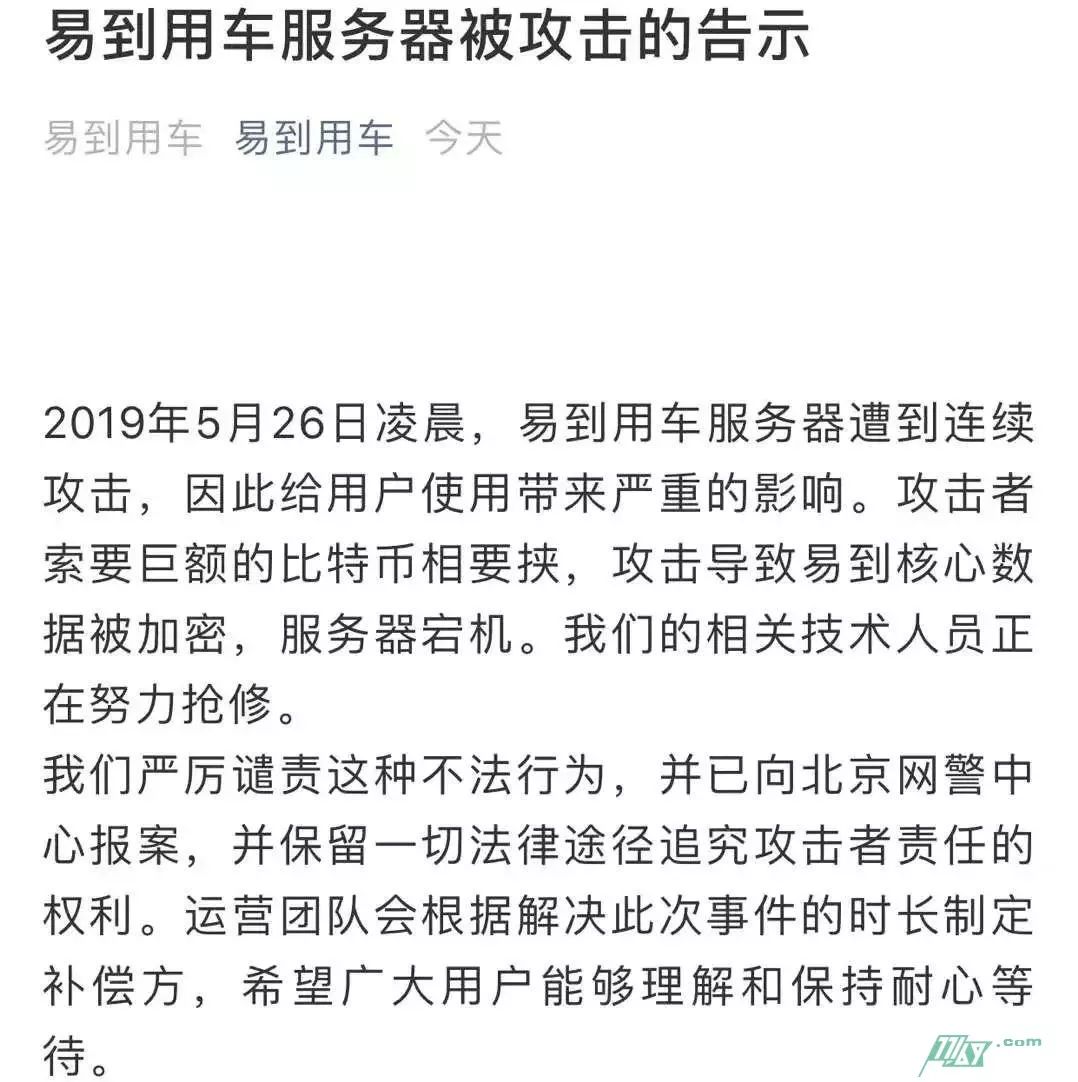 易到用车服务器被攻击的告示
易到用车 易到用车 今天
2019年5月26日凌晨，易到用车服务器遭到连续
攻击，因此给用户使用带来严重的影响。攻击者
索要巨额的比特币相要挟，攻击导致易到核心数
据被加密，服务器宕机。我们的相关技术人员正
在努力抢修。
我们严厉谴责这种不法行为，并已向北京网警中
心报案，并保留一切法律途径追究攻击者责任的
权利。运营团队会根据解决此次事件的时长制定
补偿方，希望广大用户能够理解和保持耐心等
待。
.com